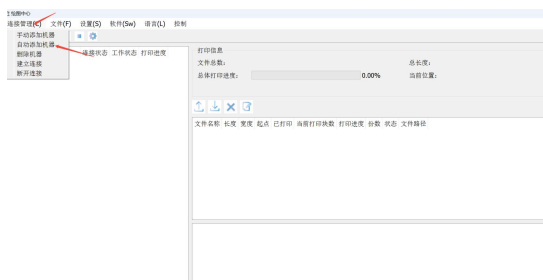 绘图中心
连接管理(C) 文件(F) 设置(S) 软件(Sw) 语言(L) 控制
手动添加机器
自动添加机器
删除机器
建立连接
断开连接
连接状态 工作状态 打印进度
打印信息
文件总数: 总长度:
总体打印进度: 0.00% 当前位置:
文件名称 长度 宽度 起点 已打印 当前打印块数 打印进度 份数 状态 文件路径